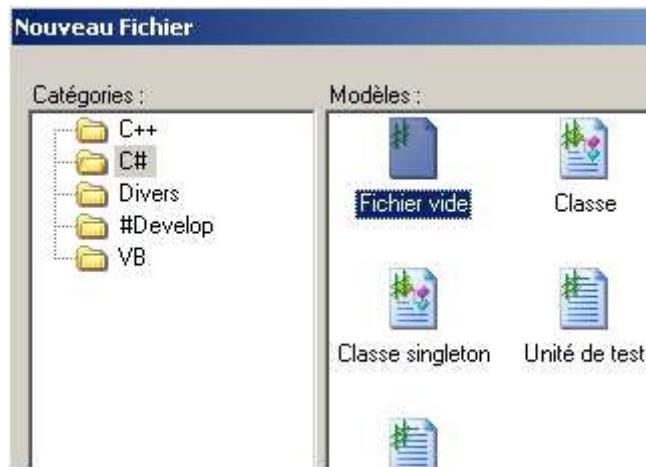 Nouveau Fichier
Catégories :
C++
C#
Divers
#Develop
VB
Modèles :
Fichier vide
Classe
Classe singleton
Unité de test